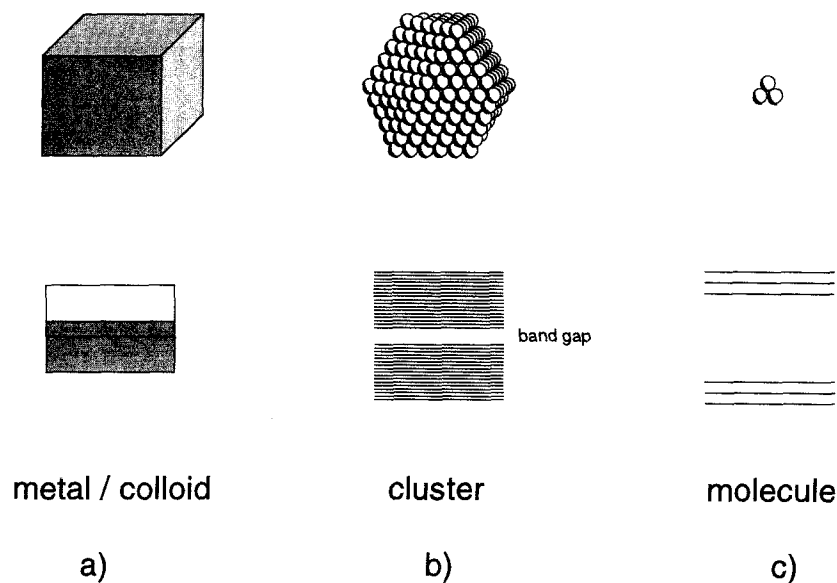 band gap
metal / colloid
cluster
molecule
a)
b)
c)